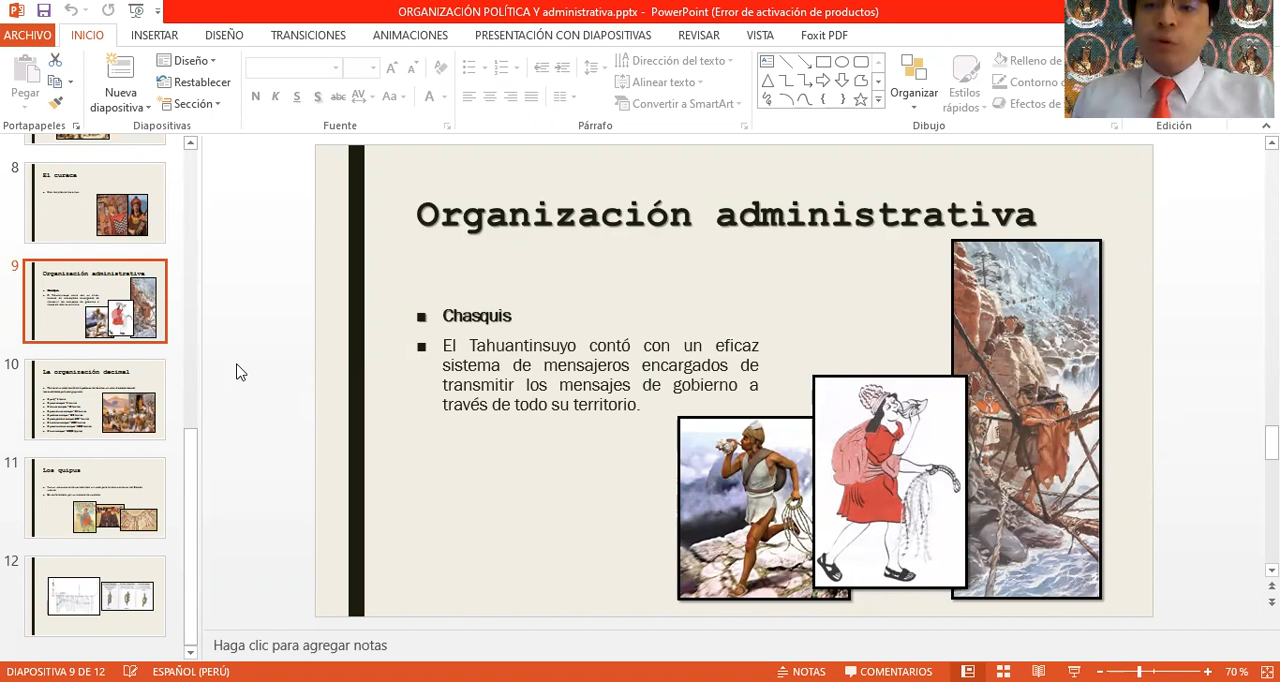 ORGANIZACIÓN POLÍTICA Y administrativa.pptx - PowerPoint (Error de activación de productos)
ARCHIVO INICIO INSERTAR DISEÑO TRANSICIONES ANIMACIONES PRESENTACIÓN CON DIAPOSITIVAS REVISAR VISTA Foxit PDF
Pegar
Nueva
diapositiva
Diseño
Restablecer
Sección
N K S S abc AV Aa A
Dirección del texto
Alinear texto
Convertir a SmartArt
Organizar
Estilos
rápidos
Relleno de
Contorno
Efectos de
Portapapeles Diapositivas Fuente Párrafo Dibujo Edición
8
El curaca
9
Organización administrativa
10
La organización decimal
11
Los quipus
12
Organización administrativa
Chasquis
El Tahuantinsuyo contó con un eficaz
sistema de mensajeros encargados de
transmitir los mensajes de gobierno a
través de todo su territorio.
Haga clic para agregar notas
DIAPOSITIVA 9 DE 12 ESPAÑOL (PERÚ) NOTAS COMENTARIOS 70 %